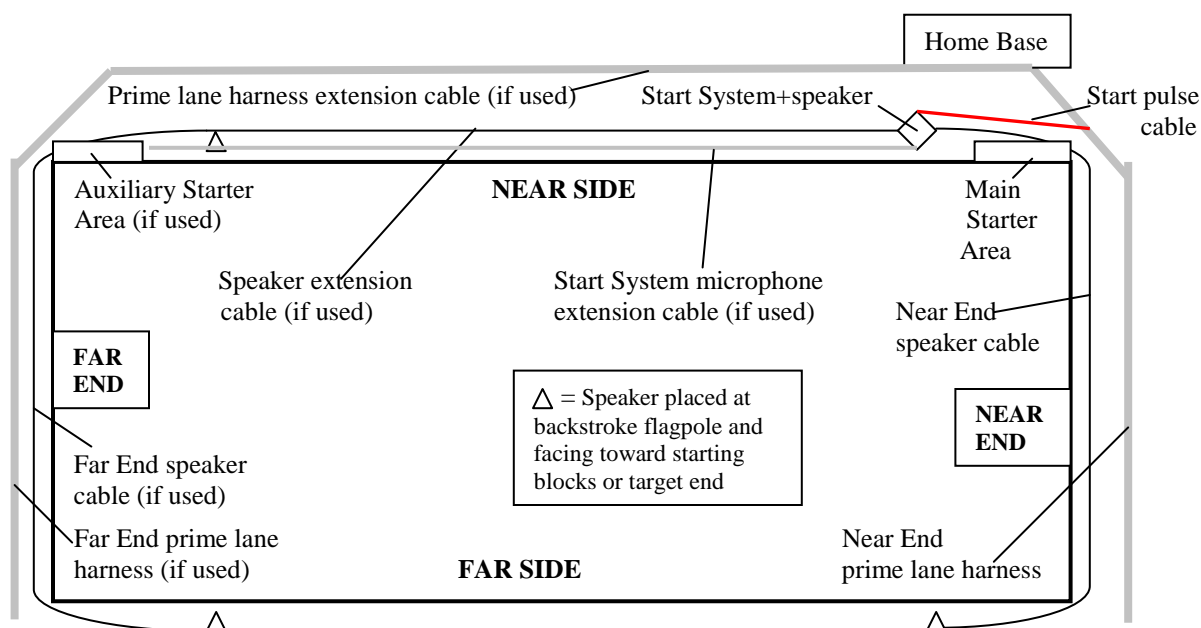 Home Base
Prime lane harness extension cable (if used)
Start System+speaker
Start pulse
cable
Auxiliary Starter
Area (if used)
NEAR SIDE
Main
Starter
Area
Speaker extension
cable (if used)
Start System microphone
extension cable (if used)
Near End
speaker cable
FAR
END
△ = Speaker placed at
backstroke flagpole and
facing toward starting
blocks or target end
NEAR
END
Far End speaker
cable (if used)
Far End prime lane
harness (if used)
FAR SIDE
Near End
prime lane harness